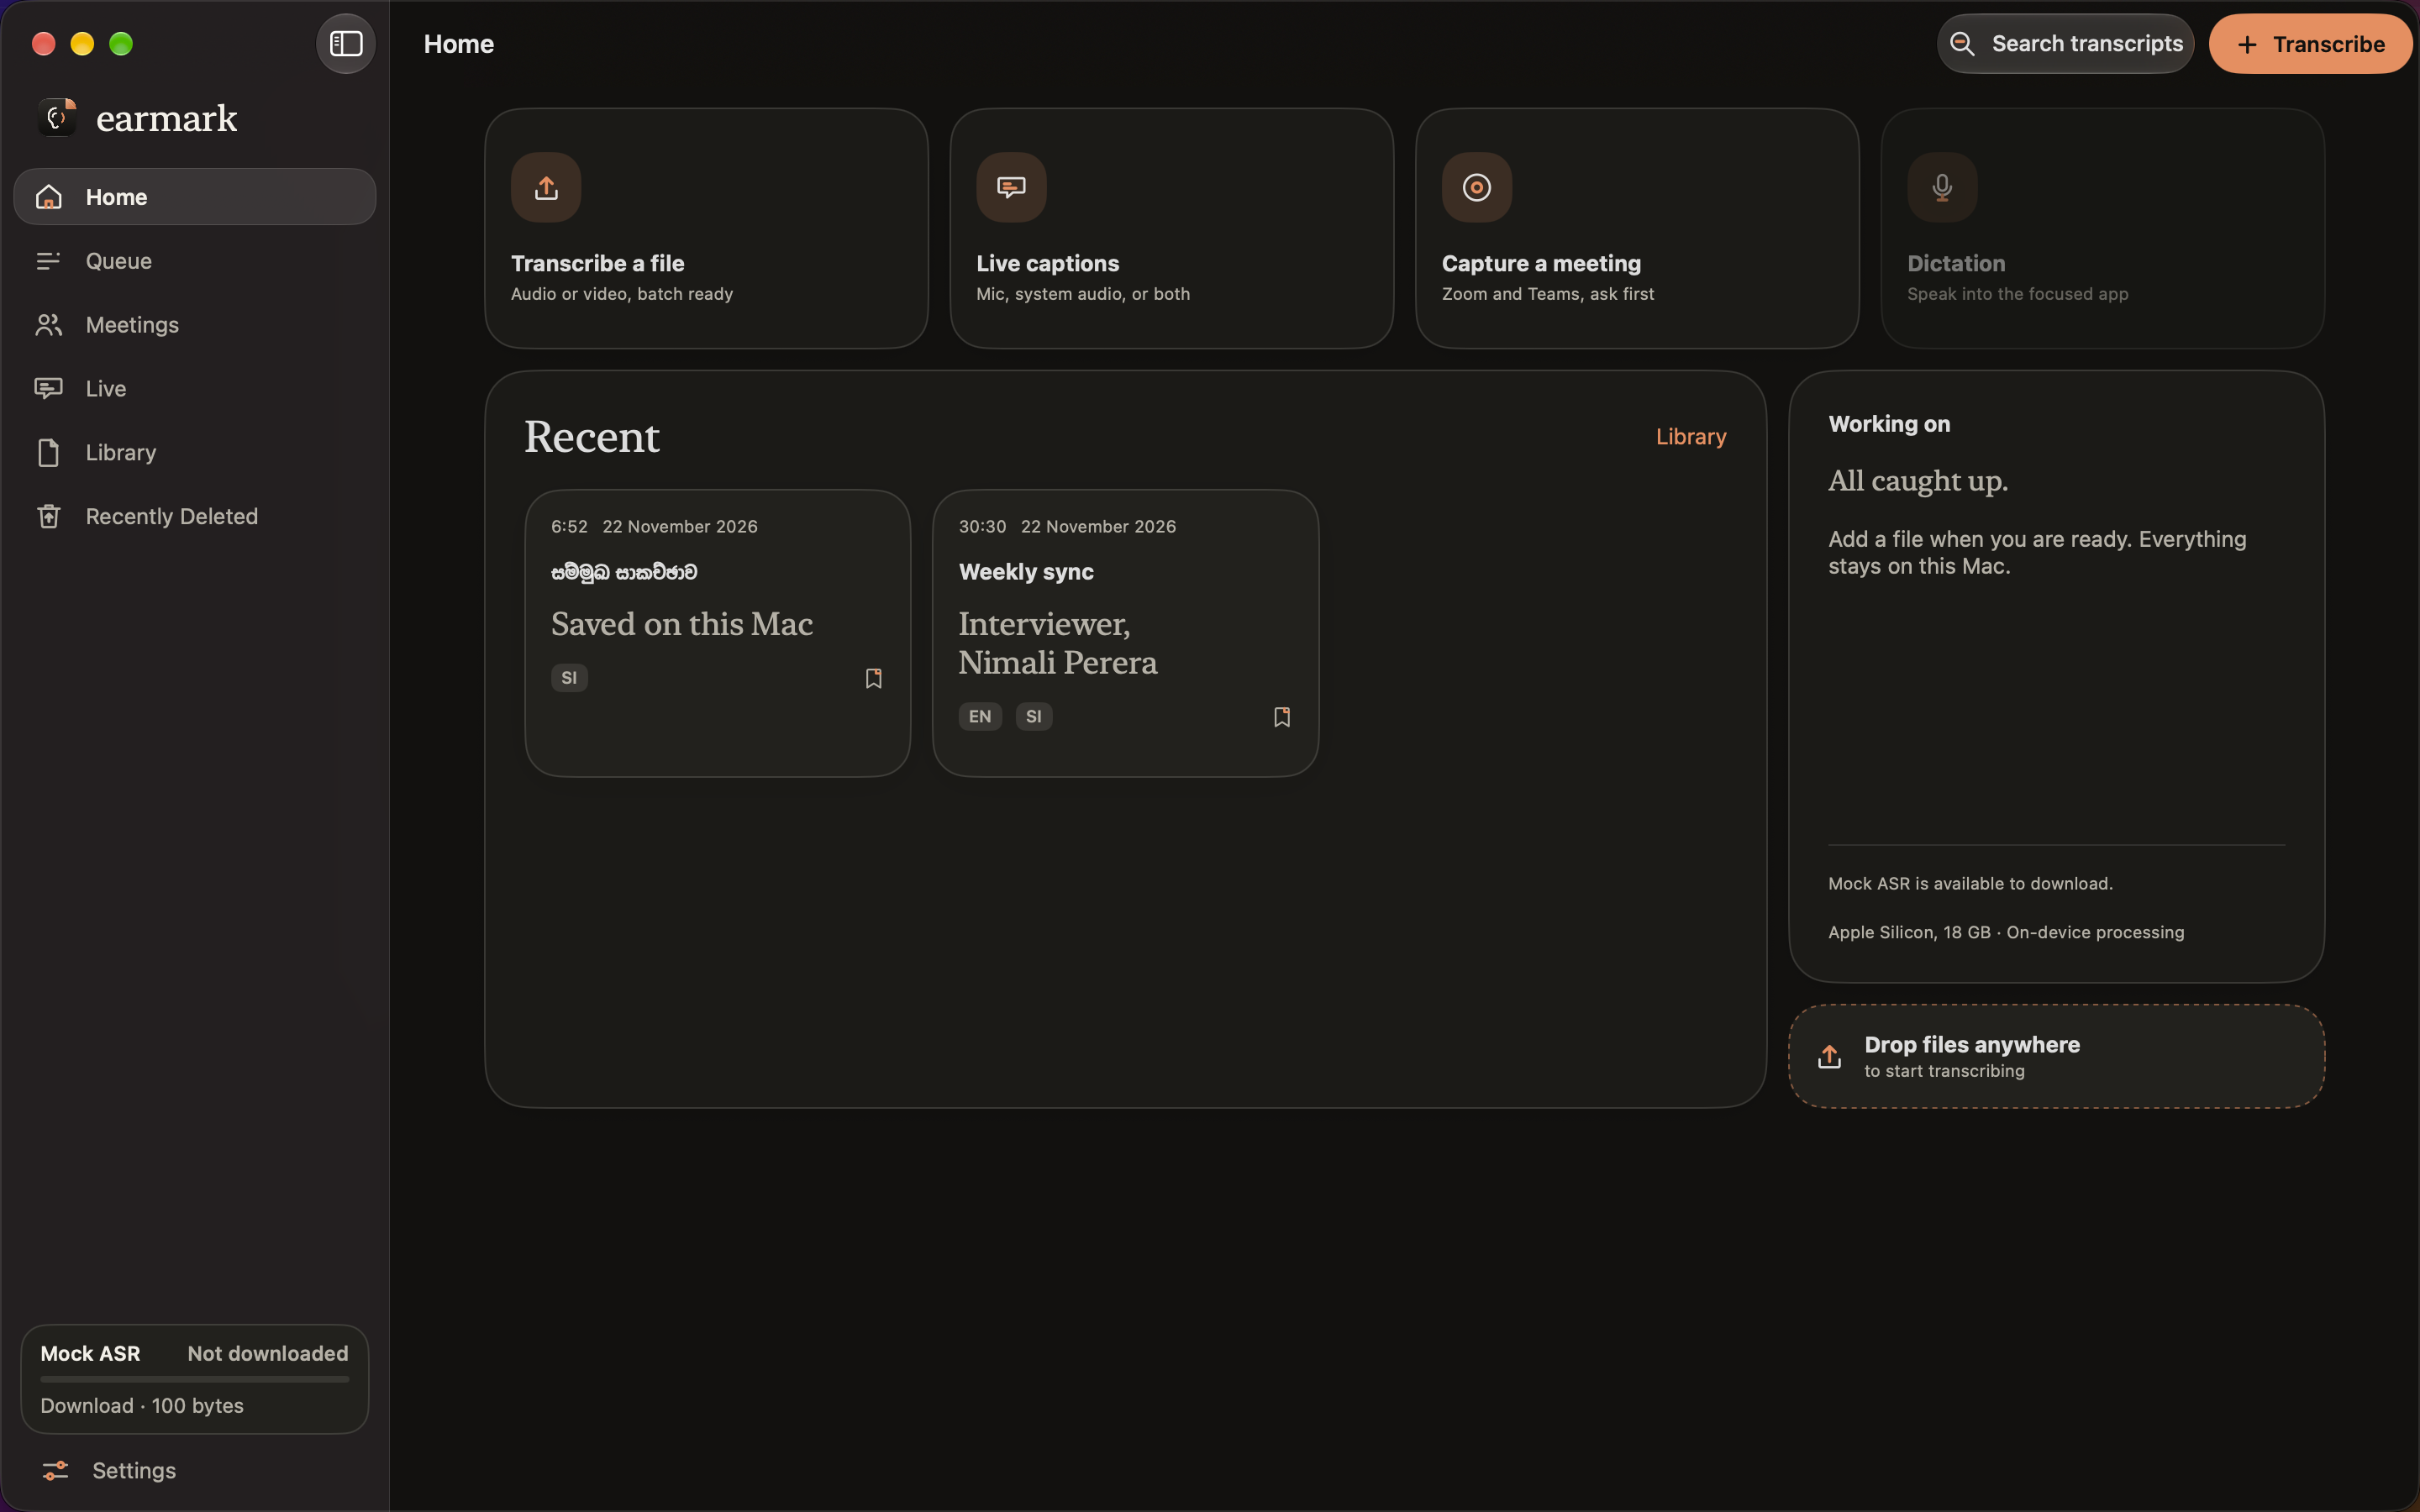 Home
Search transcripts
Transcribe
earmark
Home
Queue
Meetings
Live
Library
Recently Deleted
Transcribe a file
Audio or video, batch ready
Live captions
Mic, system audio, or both
Capture a meeting
Zoom and Teams, ask first
Dictation
Speak into the focused app
Recent
Library
6:52 22 November 2026
සම්මුඛ සාකච්ඡාව
Saved on this Mac
SI
30:30 22 November 2026
Weekly sync
Interviewer,
Nimali Perera
EN SI
Working on
All caught up.
Add a file when you are ready. Everything
stays on this Mac.
Mock ASR is available to download.
Apple Silicon, 18 GB · On-device processing
Drop files anywhere
to start transcribing
Mock ASR Not downloaded
Download · 100 bytes
Settings